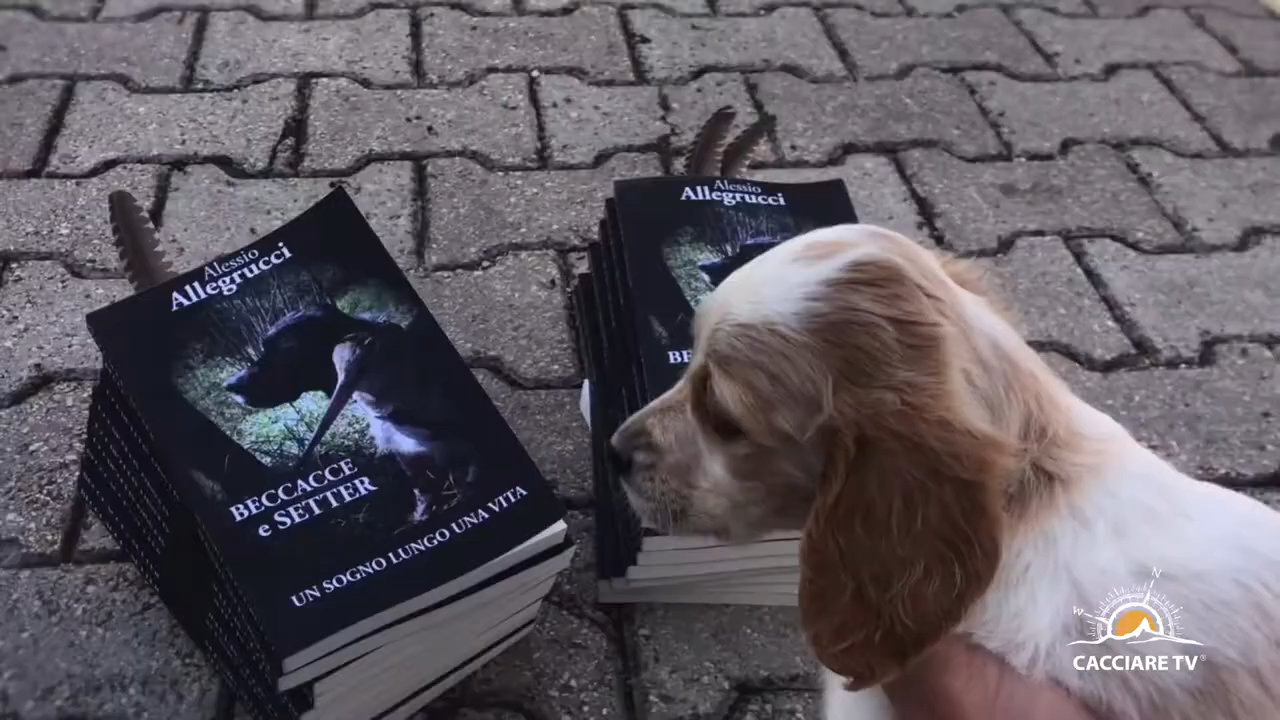 Alessio
Allegrucci
BECCACCE
e SETTER
UN SOGNO LUNGO UNA VITA
Alessio
Allegrucci
N
W
CACCIARE TV®